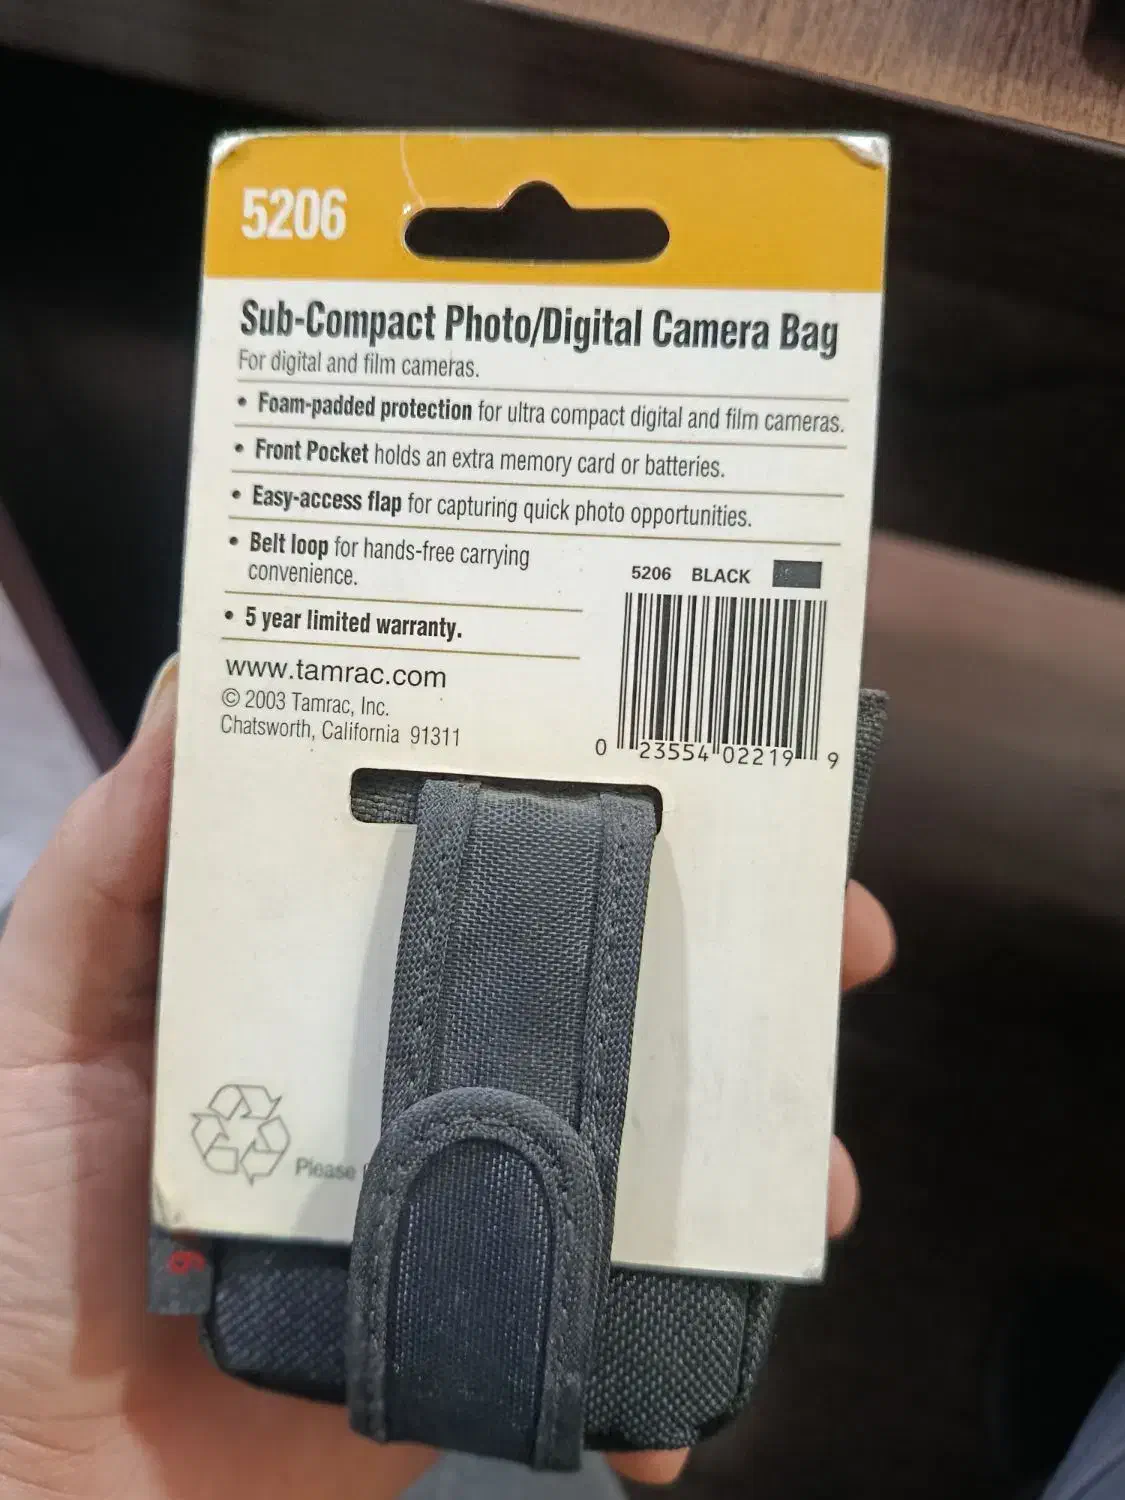 5206
Sub-Compact Photo/Digital Camera Bag
For digital and film cameras.
• Foam-padded protection for ultra compact digital and film cameras.
• Front Pocket holds an extra memory card or batteries.
• Easy-access flap for capturing quick photo opportunities.
• Belt loop for hands-free carrying
convenience.
• 5 year limited warranty.
www.tamrac.com
© 2003 Tamrac, Inc.
Chatsworth, California 91311
5206 BLACK
0 23554 02219 9
Please